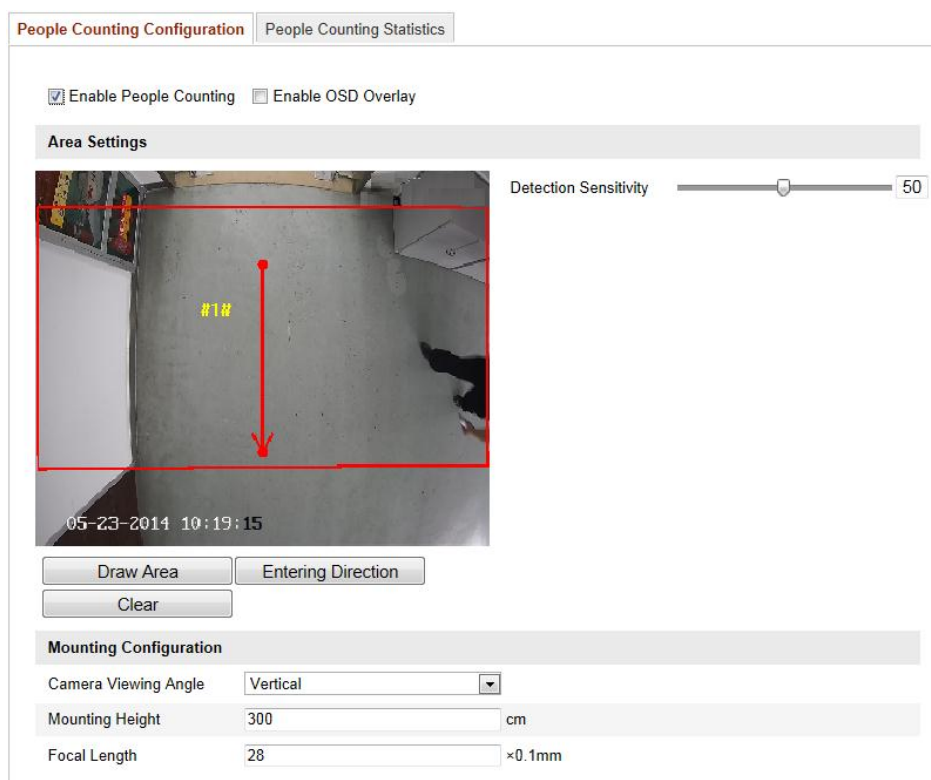 People Counting Configuration People Counting Statistics
Enable People Counting Enable OSD Overlay
Area Settings
Detection Sensitivity 50
#1#
05-23-2014 10:19:15
Draw Area Entering Direction
Clear
Mounting Configuration
Camera Viewing Angle Vertical
Mounting Height 300 cm
Focal Length 28 ×0.1mm